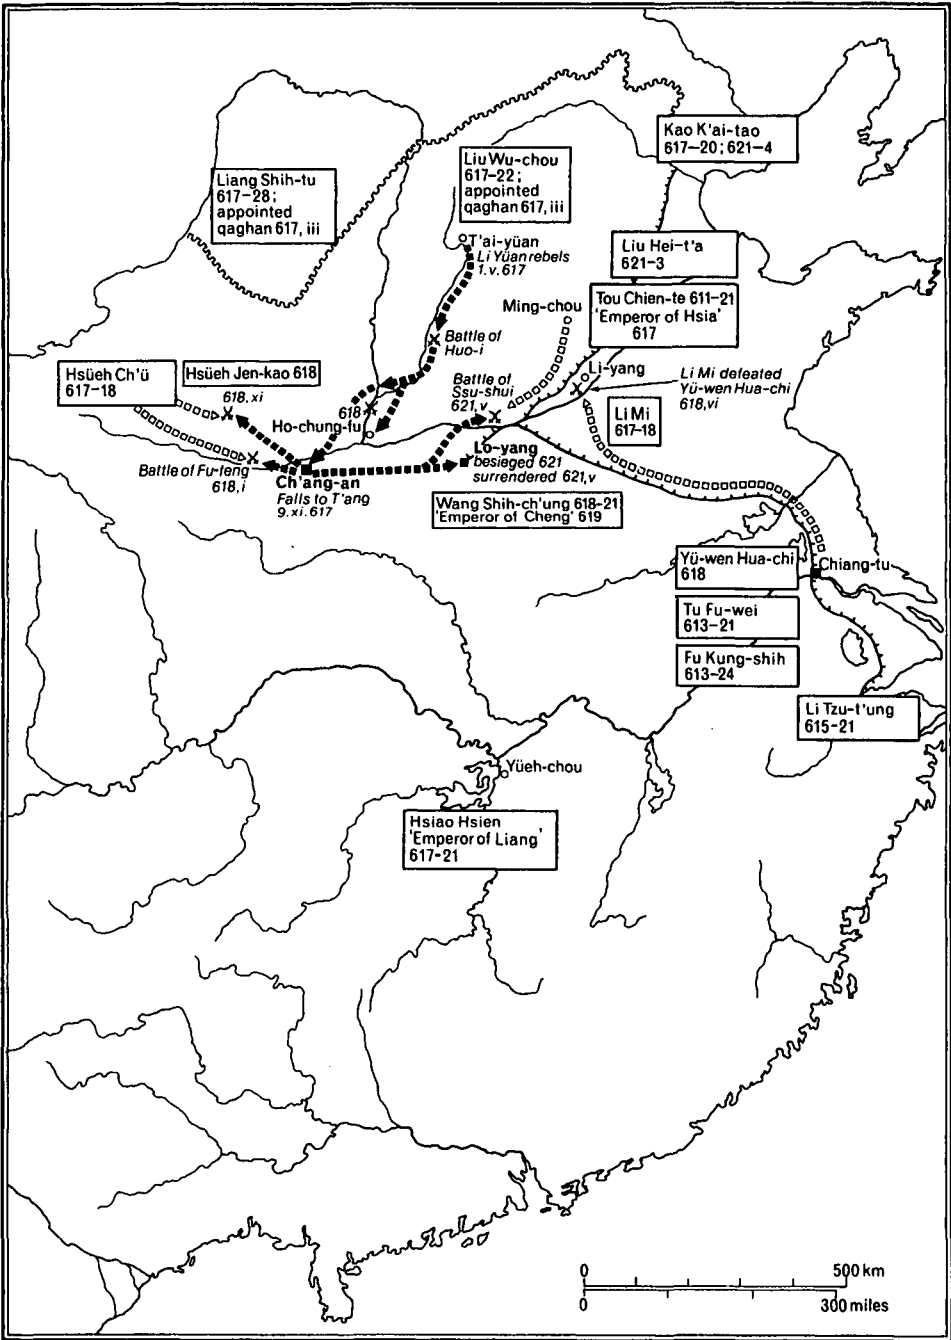 Kao K'ai-tao
617–20; 621–4
Liu Wu-chou
617–22;
appointed
qaghan 617, iii
Liang Shih-tu
617–28;
appointed
qaghan 617, iii
T'ai-yüan
Li Yüan rebels
1.v.617
Liu Hei-t'a
621–3
Tou Chien-te 611–21
'Emperor of Hsia'
617
Ming-chou
Battle of
Huo-i
Hsüeh Ch'ü
617–18
Hsüeh Jen-kao 618
618.xi
Battle of
Ssu-shui
621,v
Li-yang
Li Mi defeated
Yü-wen Hua-chi
618,vi
Li Mi
617–18
618
Ho-chung-fu
Battle of Fu-feng
618,i
Ch'ang-an
Falls to T'ang
9.xi.617
Lo-yang
besieged 621
surrendered 621,v
Wang Shih-ch'ung 618-21
'Emperor of Cheng' 619
Yü-wen Hua-chi
618
Chiang-tu
Tu Fu-wei
613–21
Fu Kung-shih
613–24
Li Tzu-t'ung
615-21
Yüeh-chou
Hsiao Hsien
'Emperor of Liang'
617-21
0 500 km
0 300 miles